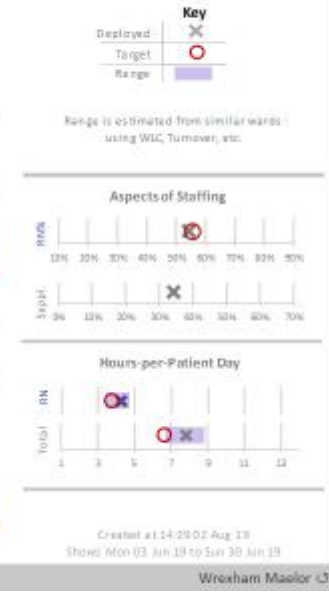 Key
Deployed
Target
Range
Range is estimated from similar wards
using WLC, Turnover, etc.
Aspects of Staffing
RN%
10% 20% 30% 40% 50% 60% 70% 80% 90%
Suppl.
0% 10% 20% 30% 40% 50% 60% 70%
Hours-per-Patient Day
RN
Total
1 3 5 7 9 11 13
Created at 14:29 02 Aug 19
Shows Mon 03 Jun 19 to Sun 30 Jun 19
Wrexham Maelor